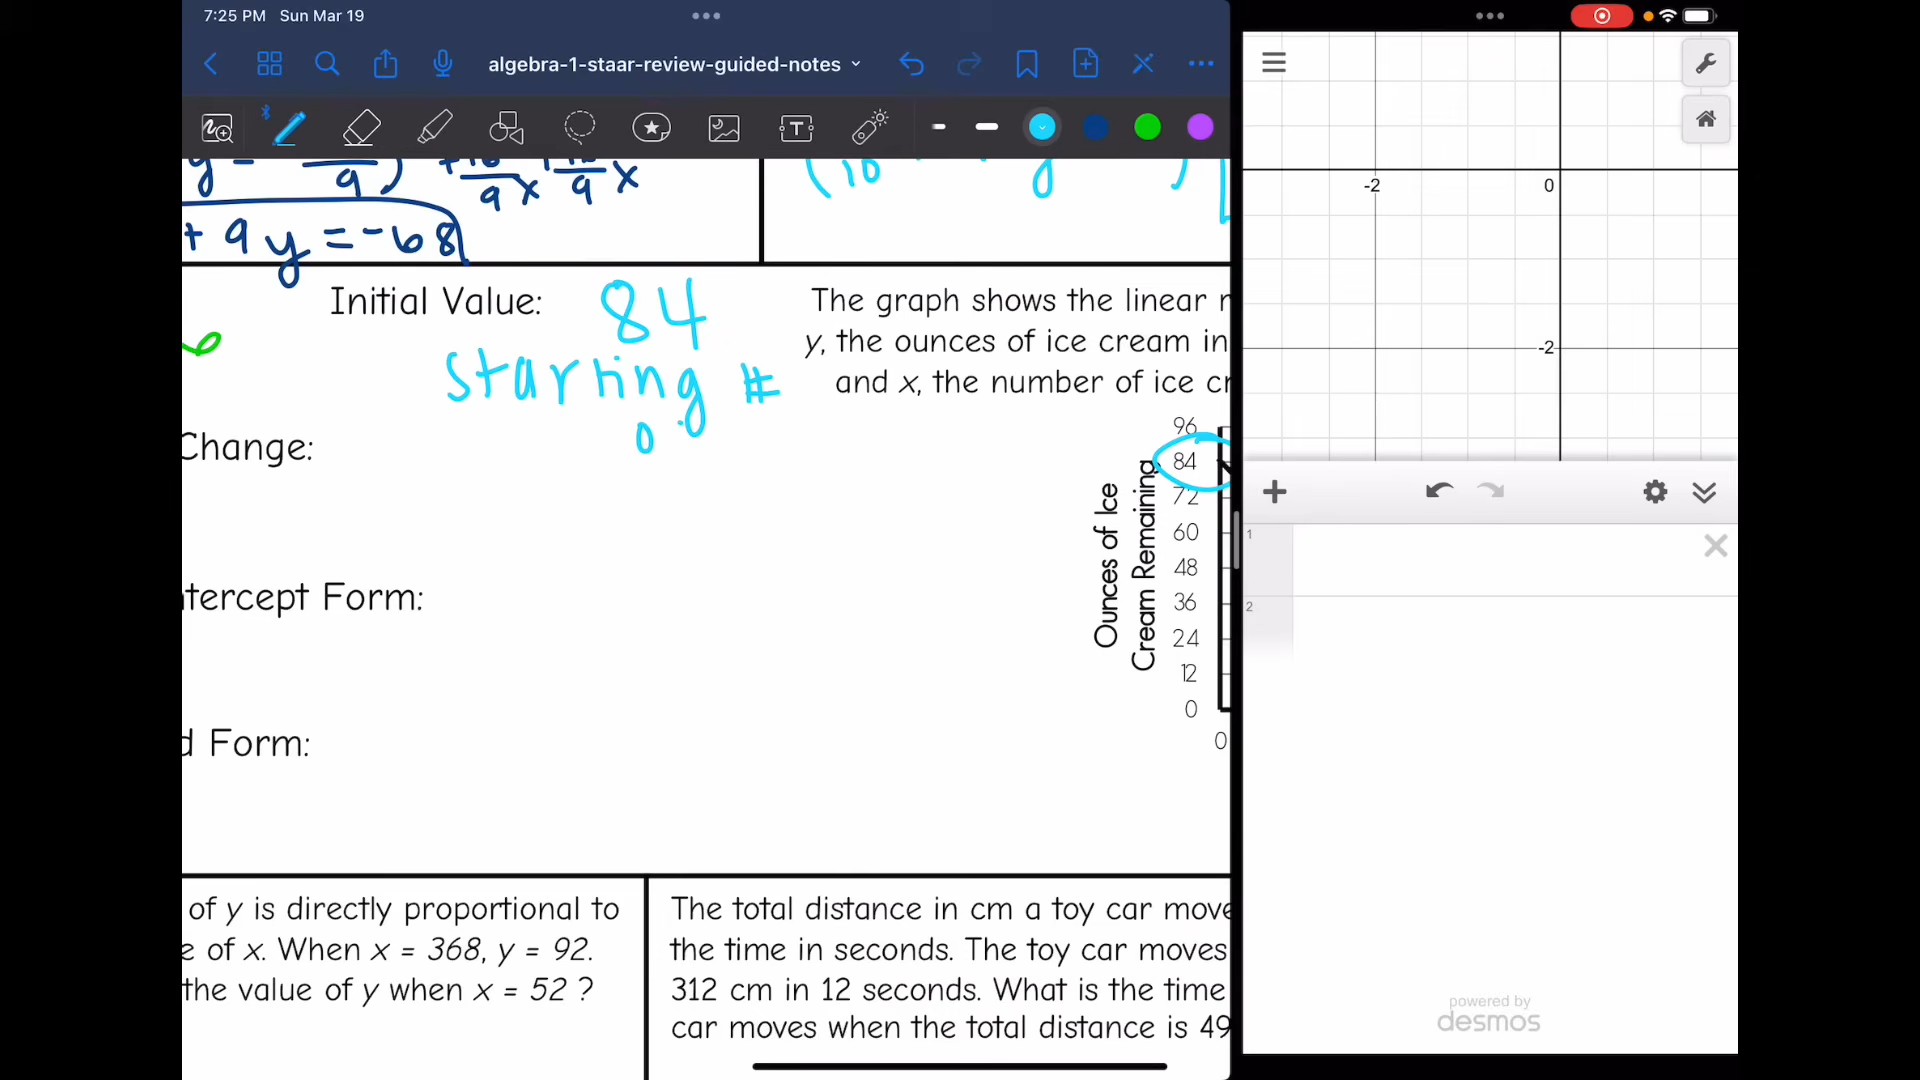 7:25 PM Sun Mar 19
algebra-1-staar-review-guided-notes
9
9 x
9 x
+ 9y = -68
(10 y )
Initial Value: 84
Starting #
The graph shows the linear r
y, the ounces of ice cream in
and x, the number of ice cr
Change:
ntercept Form:
d Form:
Ounces of Ice
Cream Remaining
96
84
72
60
48
36
24
12
0
0
of y is directly proportional to
e of x. When x = 368, y = 92.
the value of y when x = 52 ?
The total distance in cm a toy car move
the time in seconds. The toy car moves
312 cm in 12 seconds. What is the time
car moves when the total distance is 49
-2
0
-2
1
2
powered by
desmos